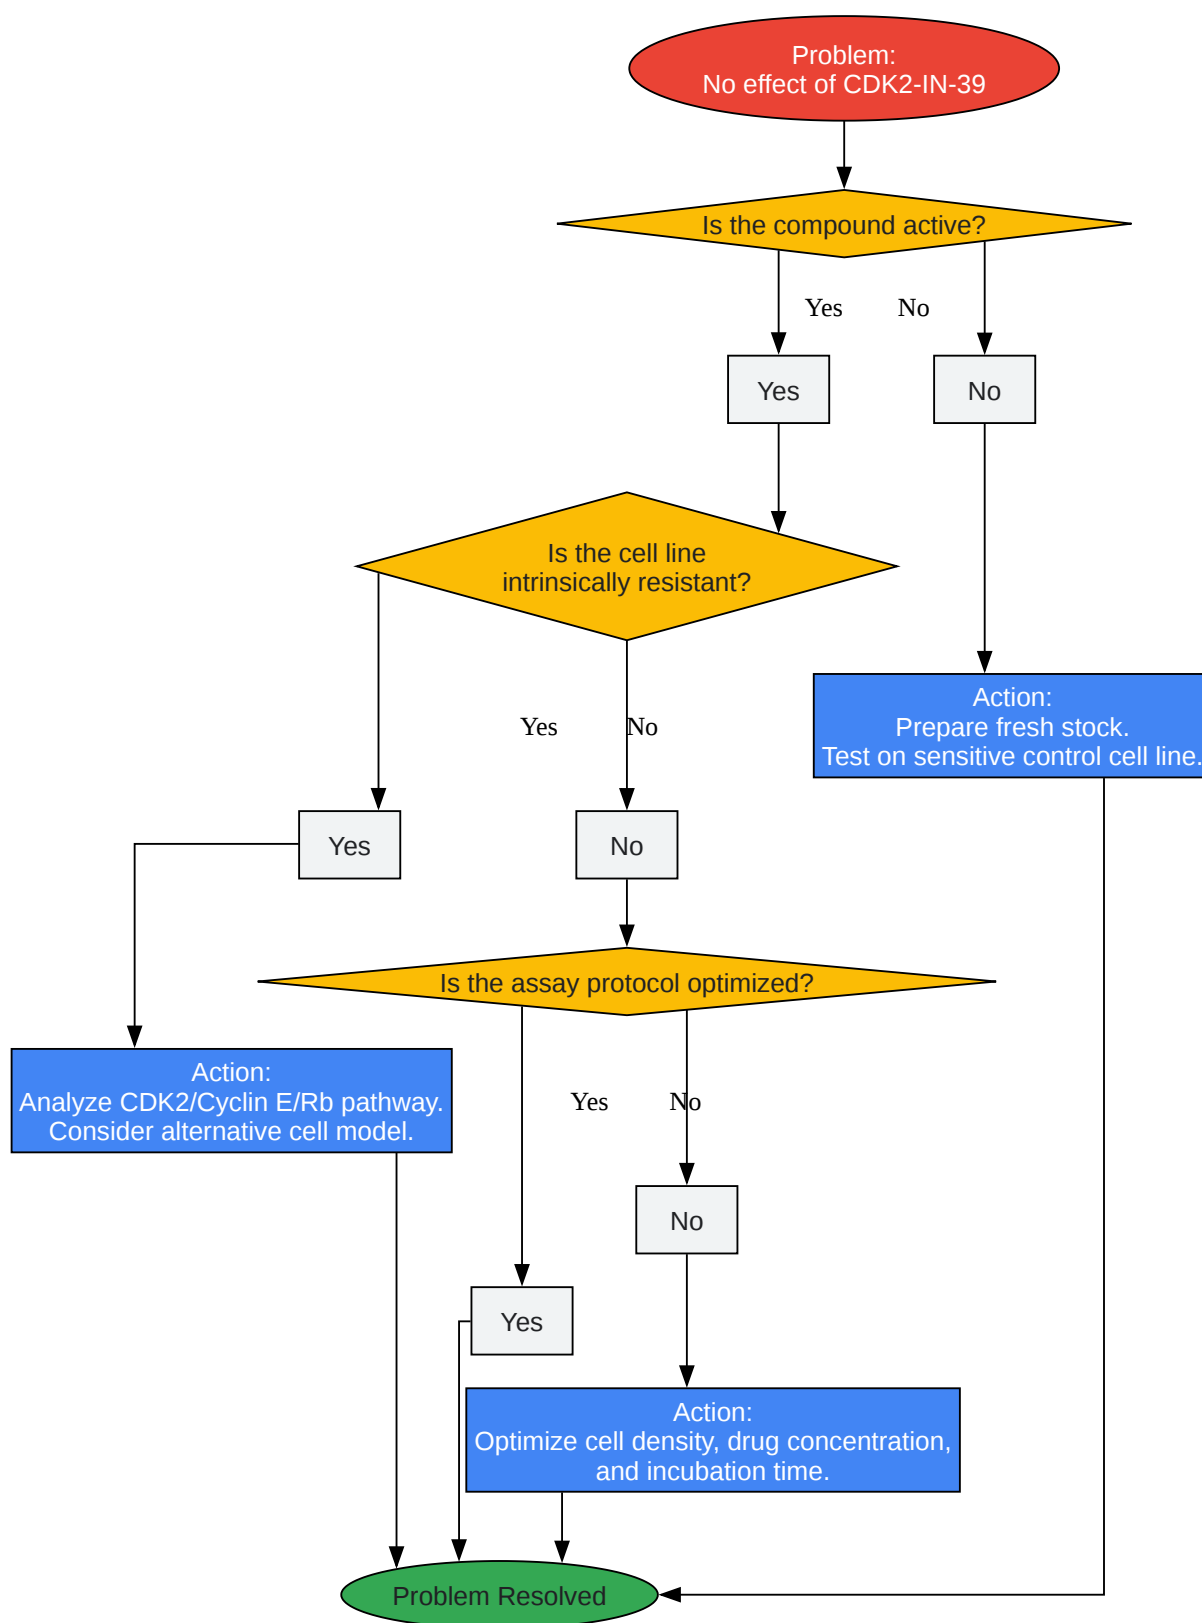 Problem:
No effect of CDK2-IN-39
Is the compound active?
Yes
No
Yes
No
Is the cell line
intrinsically resistant?
Action:
Prepare fresh stock.
Test on sensitive control cell line.
Yes
No
Yes
No
Is the assay protocol optimized?
Action:
Analyze CDK2/Cyclin E/Rb pathway.
Consider alternative cell model.
Yes
No
No
Yes
Action:
Optimize cell density, drug concentration,
and incubation time.
Problem Resolved